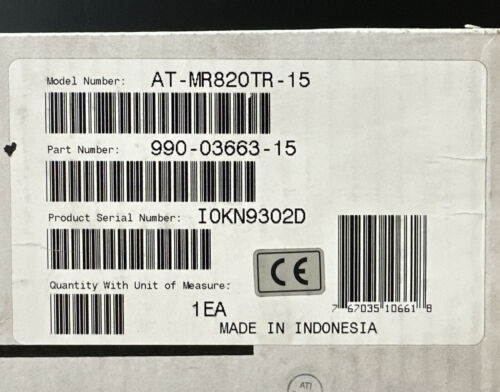 Model Number: AT-MR820TR-15
Part Number: 990-03663-15
Product Serial Number: I0KN9302D
CE
Quantity With Unit of Measure:
1EA
7 67035 10661 8
MADE IN INDONESIA
ATI